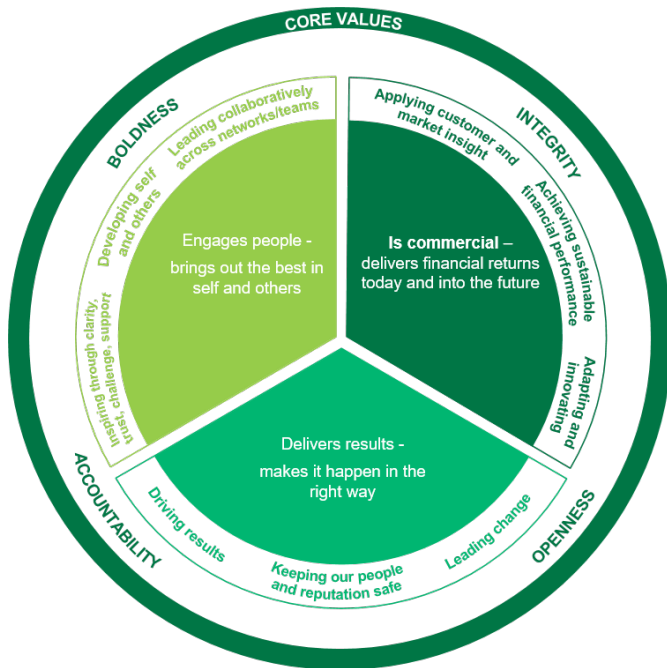 CORE VALUES
BOLDNESS
INTEGRITY
Leading collaboratively
across networks/teams
Developing self
and others
Inspiring through clarity,
trust, challenge, support
Engages people -
brings out the best in
self and others
Applying customer and
market insight
Achieving sustainable
financial performance
Adapting and
innovating
Is commercial –
delivers financial returns
today and into the future
Delivers results -
makes it happen in the
right way
Driving results
Keeping our people
and reputation safe
Leading change
ACCOUNTABILITY
OPENNESS